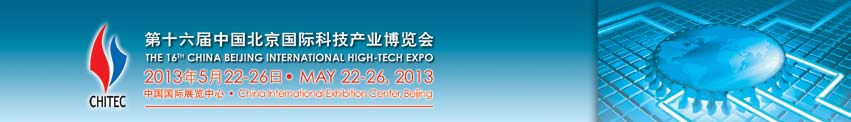 第十六届中国北京国际科技产业博览会
THE 16TH CHINA BEIJING INTERNATIONAL HIGH-TECH EXPO
2013年5月22-26日 • MAY 22-26, 2013
中国国际展览中心 • China International Exhibition Center, Beijing
CHITEC